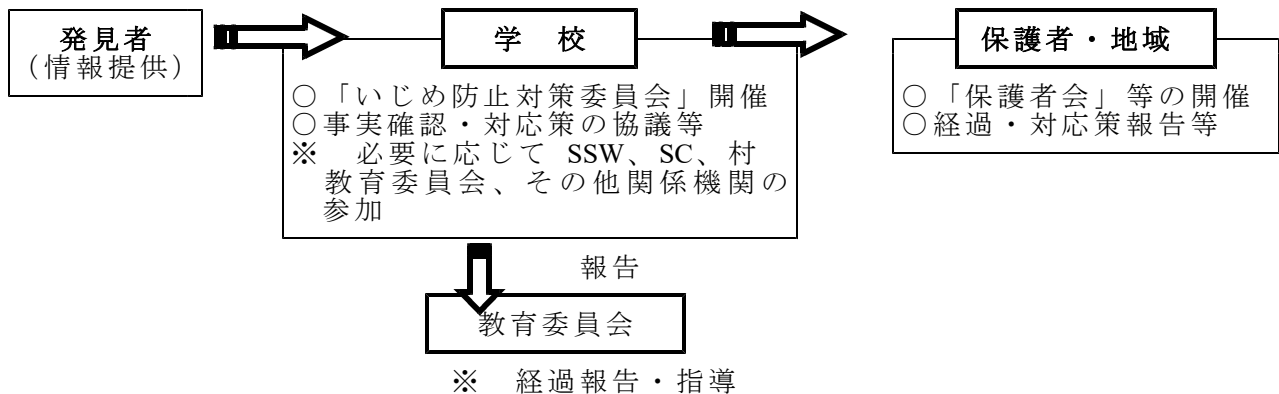 発見者
（情報提供）
学　校
○「いじめ防止対策委員会」開催
○事実確認・対応策の協議等
※　必要に応じて SSW、SC、村
教育委員会、その他関係機関の
参加
保護者・地域
○「保護者会」等の開催
○経過・対応策報告等
報告
教育委員会
※　経過報告・指導